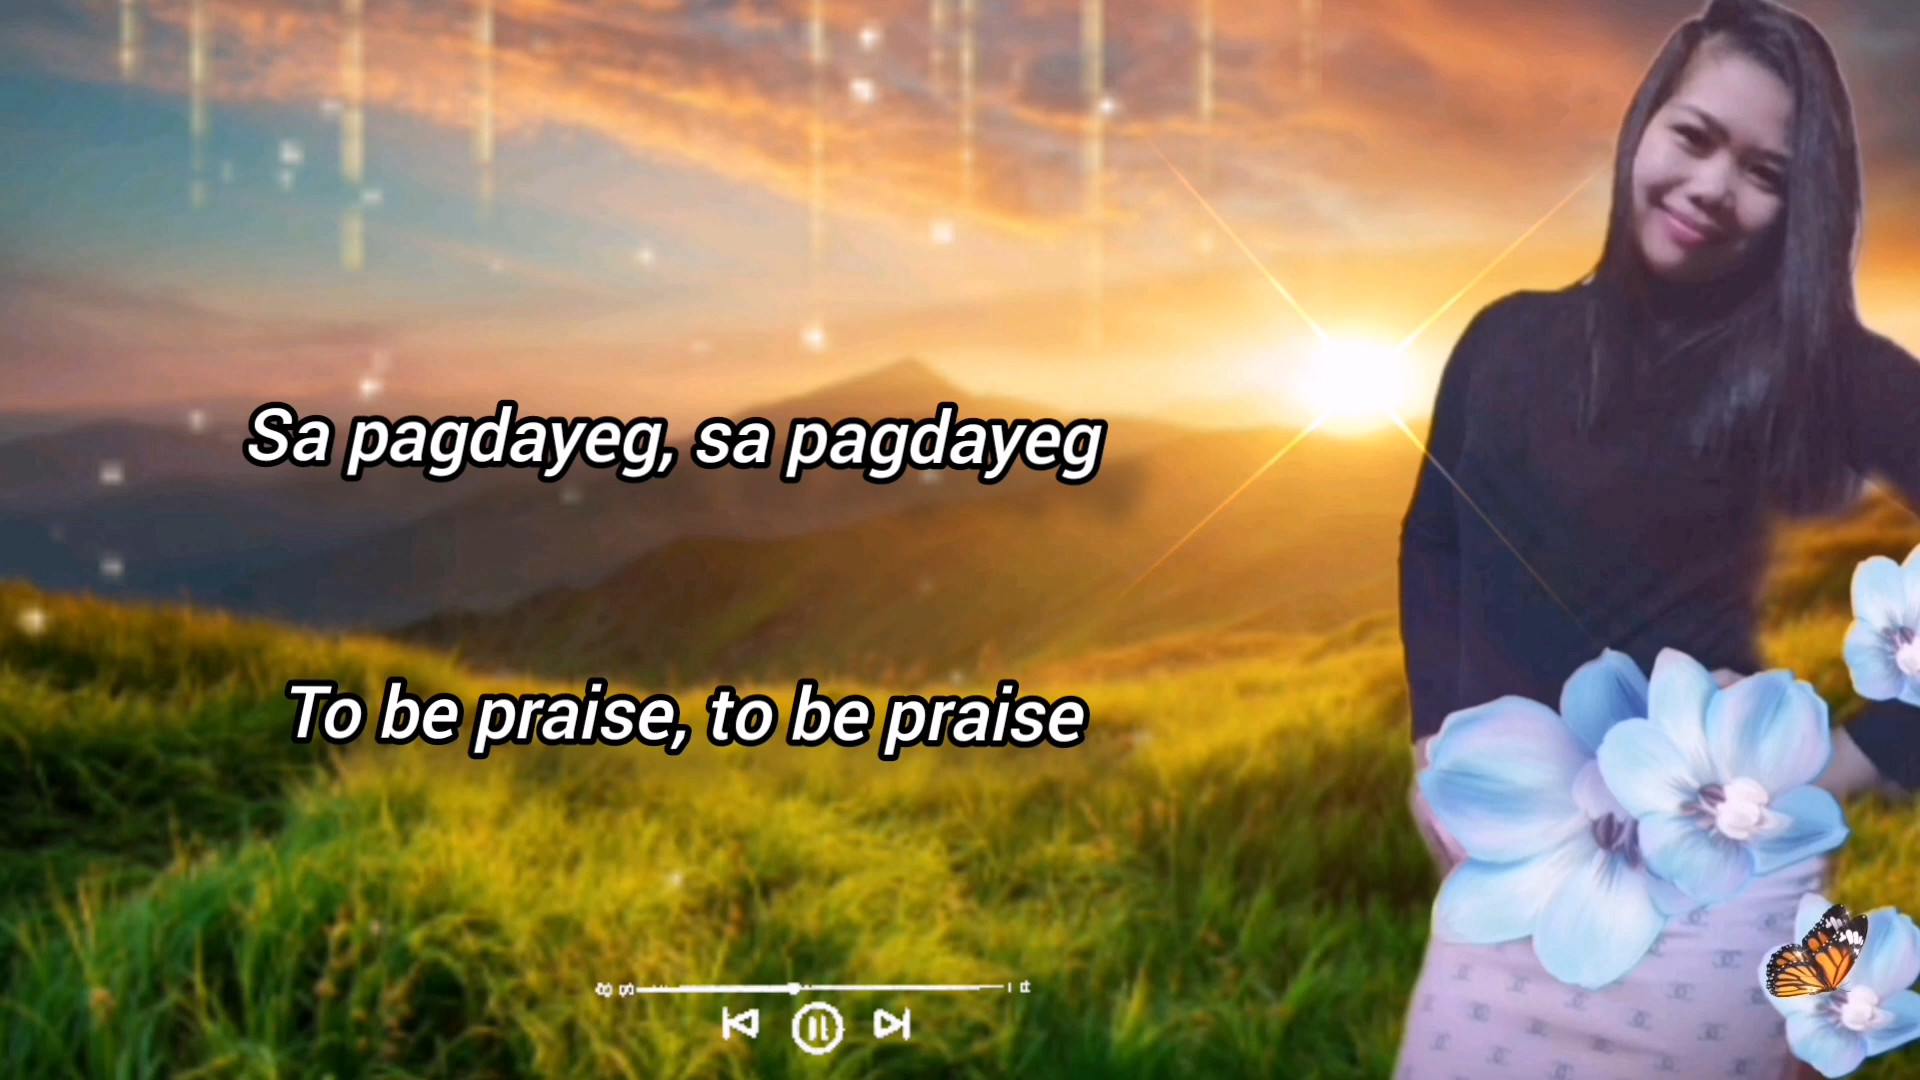 Sa pagdayeg, sa pagdayeg
To be praise, to be praise